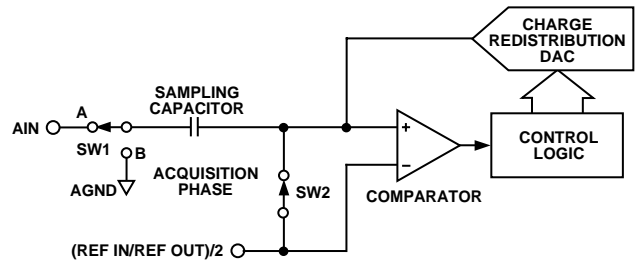 CHARGE
REDISTRIBUTION
DAC
SAMPLING
CAPACITOR
A
AIN
+
CONTROL
LOGIC
SW1
B
−
ACQUISITION
PHASE
SW2
AGND
COMPARATOR
(REF IN/REF OUT)/2